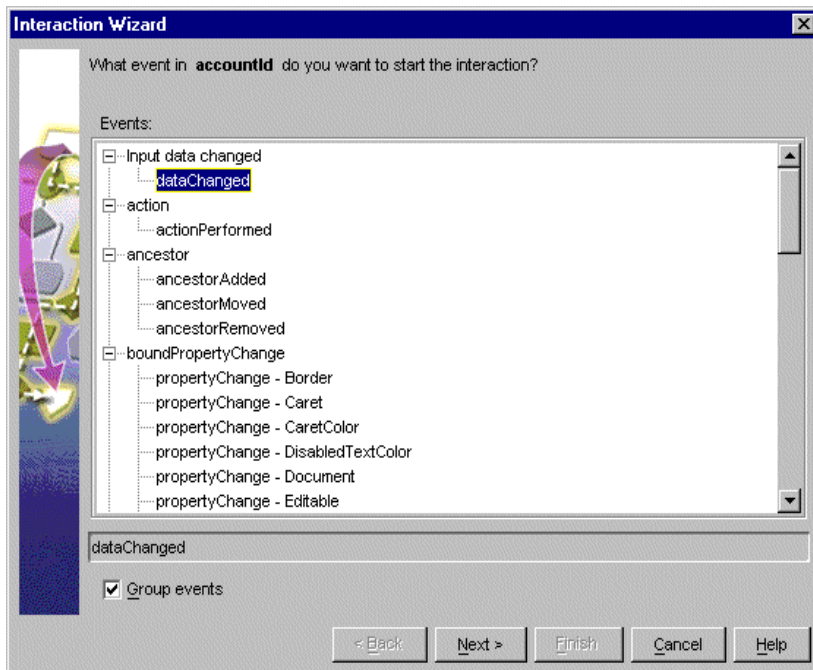 Interaction Wizard
What event in accountId do you want to start the interaction?
Events:
Input data changed
dataChanged
action
actionPerformed
ancestor
ancestorAdded
ancestorMoved
ancestorRemoved
boundPropertyChange
propertyChange - Border
propertyChange - Caret
propertyChange - CaretColor
propertyChange - DisabledTextColor
propertyChange - Document
propertyChange - Editable
dataChanged
Group events
< Back Next > Finish Cancel Help